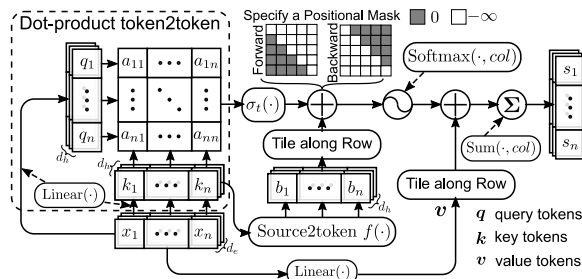 Dot-product token2token
Specify a Positional Mask
0
−∞
Forward
Backward
Softmax(·, col)
q1
a11
···
a1n
s1
σt(·)
+
+
Σ
qn
an1
···
ann
sn
dh
dh
Tile along Row
Sum(·, col)
Linear(·)
k1
···
kn
b1
···
bn
dh
Tile along Row
x1
···
xn
de
Source2token f(·)
v
Linear(·)
q query tokens
k key tokens
v value tokens